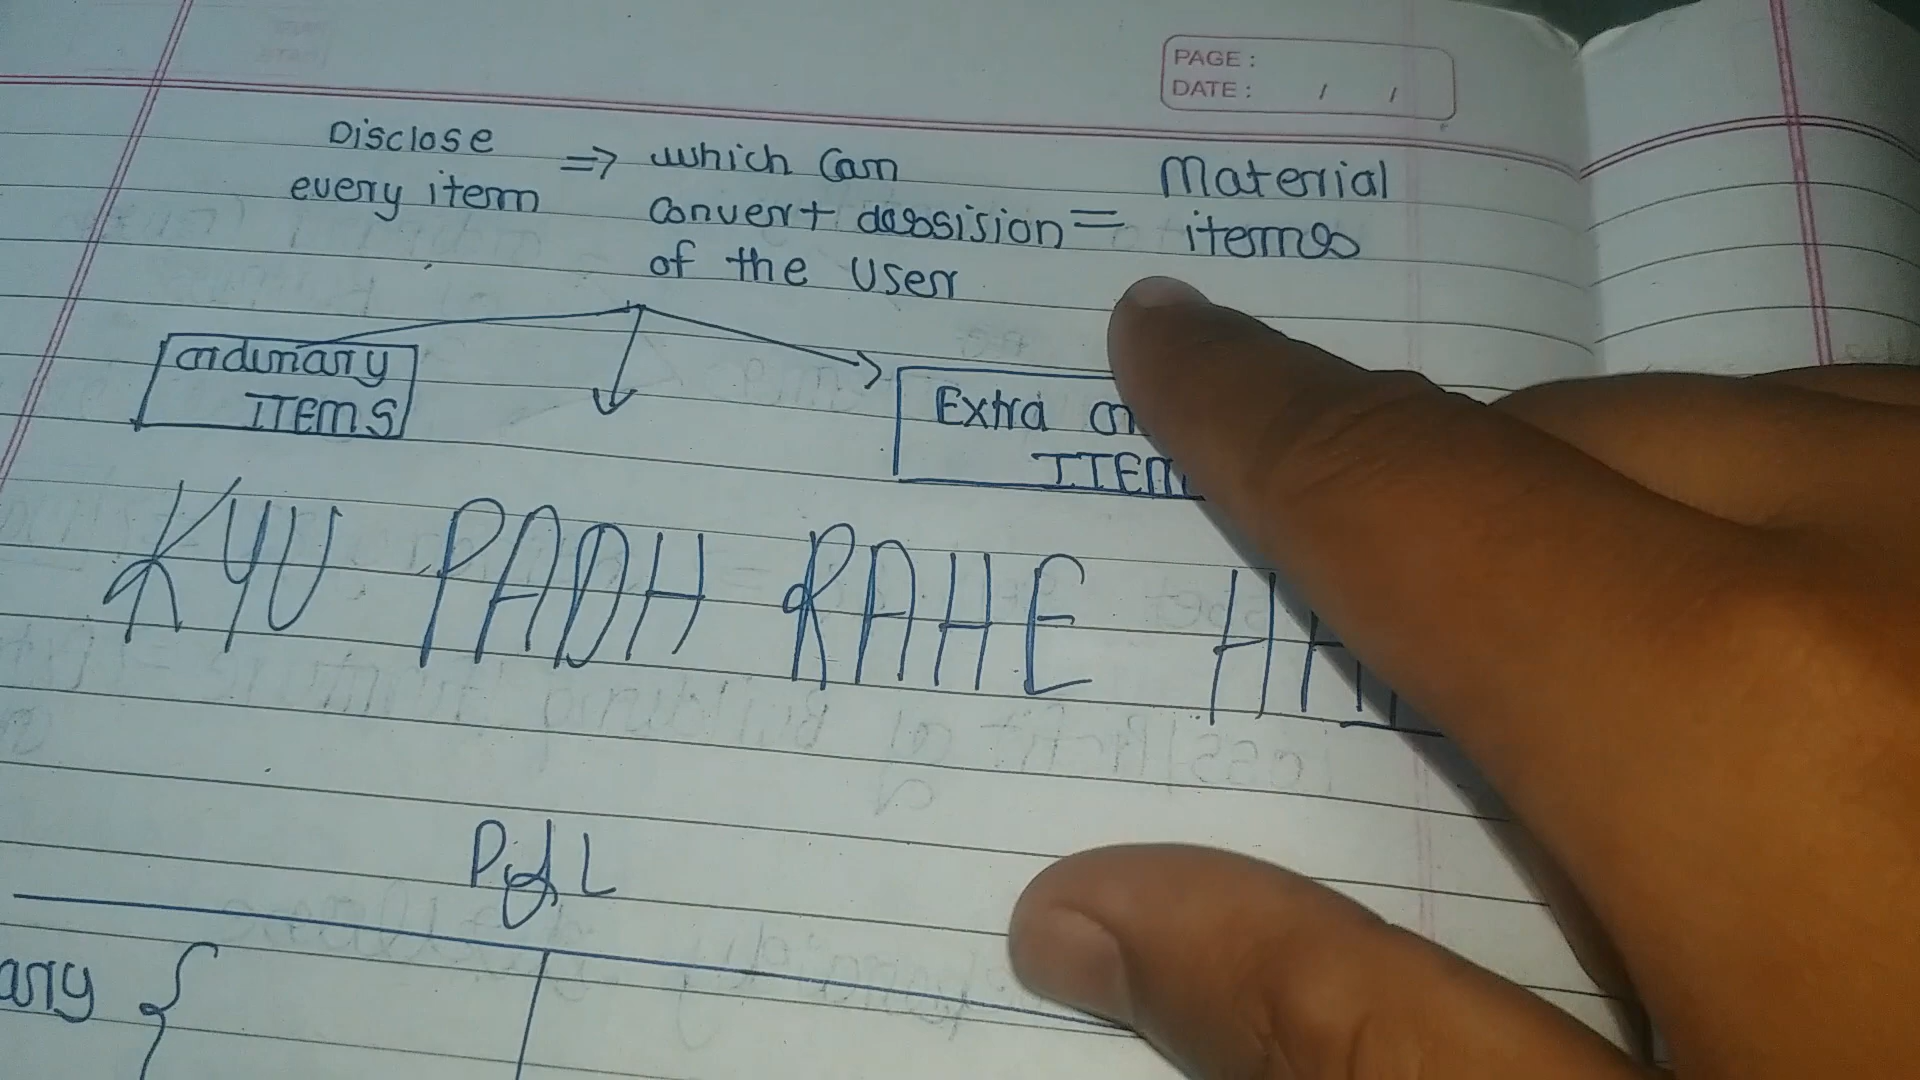 PAGE :
DATE : / /
Disclose every item => which can convert dessision of the user = Material items
ordinary ITEMS
Extra
KYU PADH RAHE
P&L